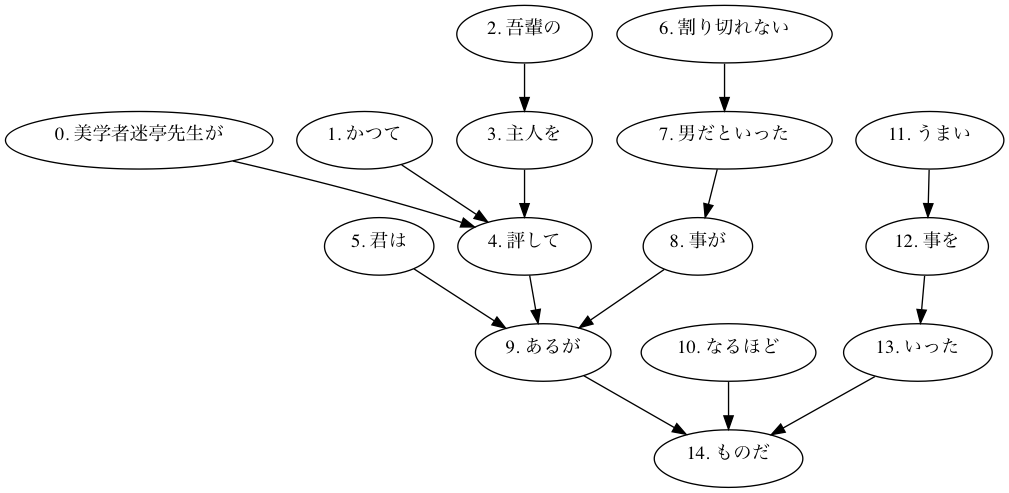 2. 吾輩の
6. 割り切れない
0. 美学者迷亭先生が
1. かつて
3. 主人を
7. 男だといった
11. うまい
5. 君は
4. 評して
8. 事が
12. 事を
9. あるが
10. なるほど
13. いった
14. ものだ